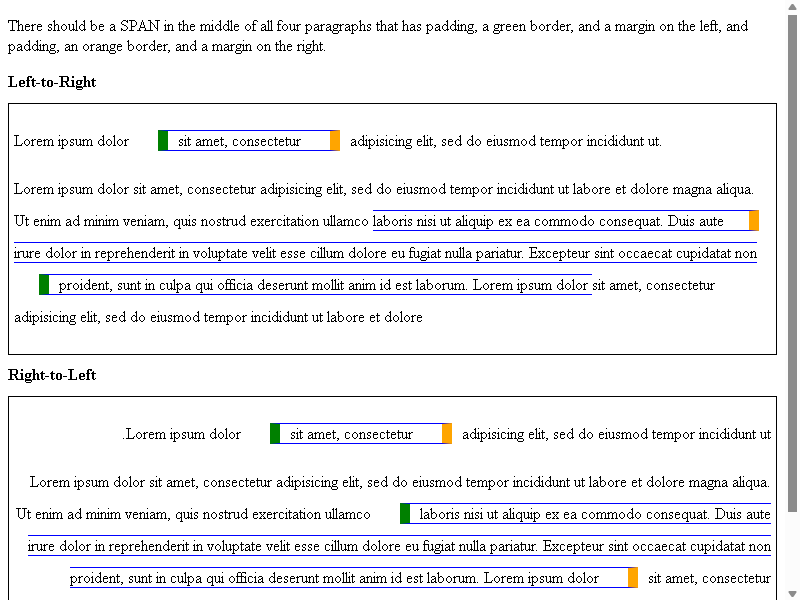 There should be a SPAN in the middle of all four paragraphs that has padding, a green border, and a margin on the left, and
padding, an orange border, and a margin on the right.
Left-to-Right
Lorem ipsum dolor sit amet, consectetur adipisicing elit, sed do eiusmod tempor incididunt ut.
Lorem ipsum dolor sit amet, consectetur adipisicing elit, sed do eiusmod tempor incididunt ut labore et dolore magna aliqua.
Ut enim ad minim veniam, quis nostrud exercitation ullamco laboris nisi ut aliquip ex ea commodo consequat. Duis aute
irure dolor in reprehenderit in voluptate velit esse cillum dolore eu fugiat nulla pariatur. Excepteur sint occaecat cupidatat non
proident, sunt in culpa qui officia deserunt mollit anim id est laborum. Lorem ipsum dolor sit amet, consectetur
adipisicing elit, sed do eiusmod tempor incididunt ut labore et dolore
Right-to-Left
.Lorem ipsum dolor sit amet, consectetur adipisicing elit, sed do eiusmod tempor incididunt ut
Lorem ipsum dolor sit amet, consectetur adipisicing elit, sed do eiusmod tempor incididunt ut labore et dolore magna aliqua.
Ut enim ad minim veniam, quis nostrud exercitation ullamco laboris nisi ut aliquip ex ea commodo consequat. Duis aute
irure dolor in reprehenderit in voluptate velit esse cillum dolore eu fugiat nulla pariatur. Excepteur sint occaecat cupidatat non
proident, sunt in culpa qui officia deserunt mollit anim id est laborum. Lorem ipsum dolor sit amet, consectetur